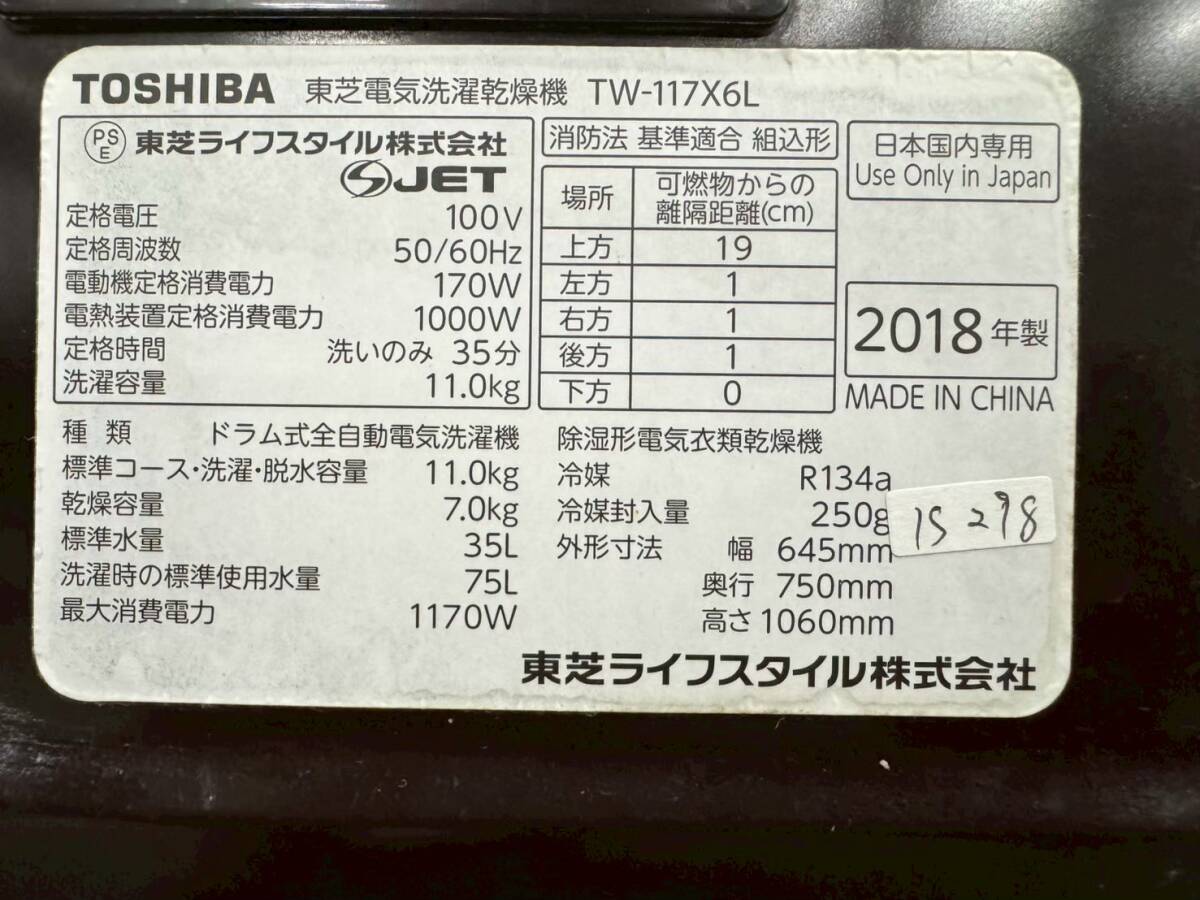 TOSHIBA 東芝電気洗濯乾燥機 TW-117X6L
PS E 東芝ライフスタイル株式会社
SJET
定格電圧 100V
定格周波数 50/60Hz
電動機定格消費電力 170W
電熱装置定格消費電力 1000W
定格時間 洗いのみ 35分
洗濯容量 11.0kg
消防法 基準適合 組込形
場所 可燃物からの
離隔距離(cm)
上方 19
左方 1
右方 1
後方 1
下方 0
日本国内専用
Use Only in Japan
2018年製
MADE IN CHINA
種類 ドラム式全自動電気洗濯機
標準コース・洗濯・脱水容量 11.0kg
乾燥容量 7.0kg
標準水量 35L
洗濯時の標準使用水量 75L
最大消費電力 1170W
除湿形電気衣類乾燥機
冷媒 R134a
冷媒封入量 250g
外形寸法 幅 645mm
奥行 750mm
高さ 1060mm
15298
東芝ライフスタイル株式会社